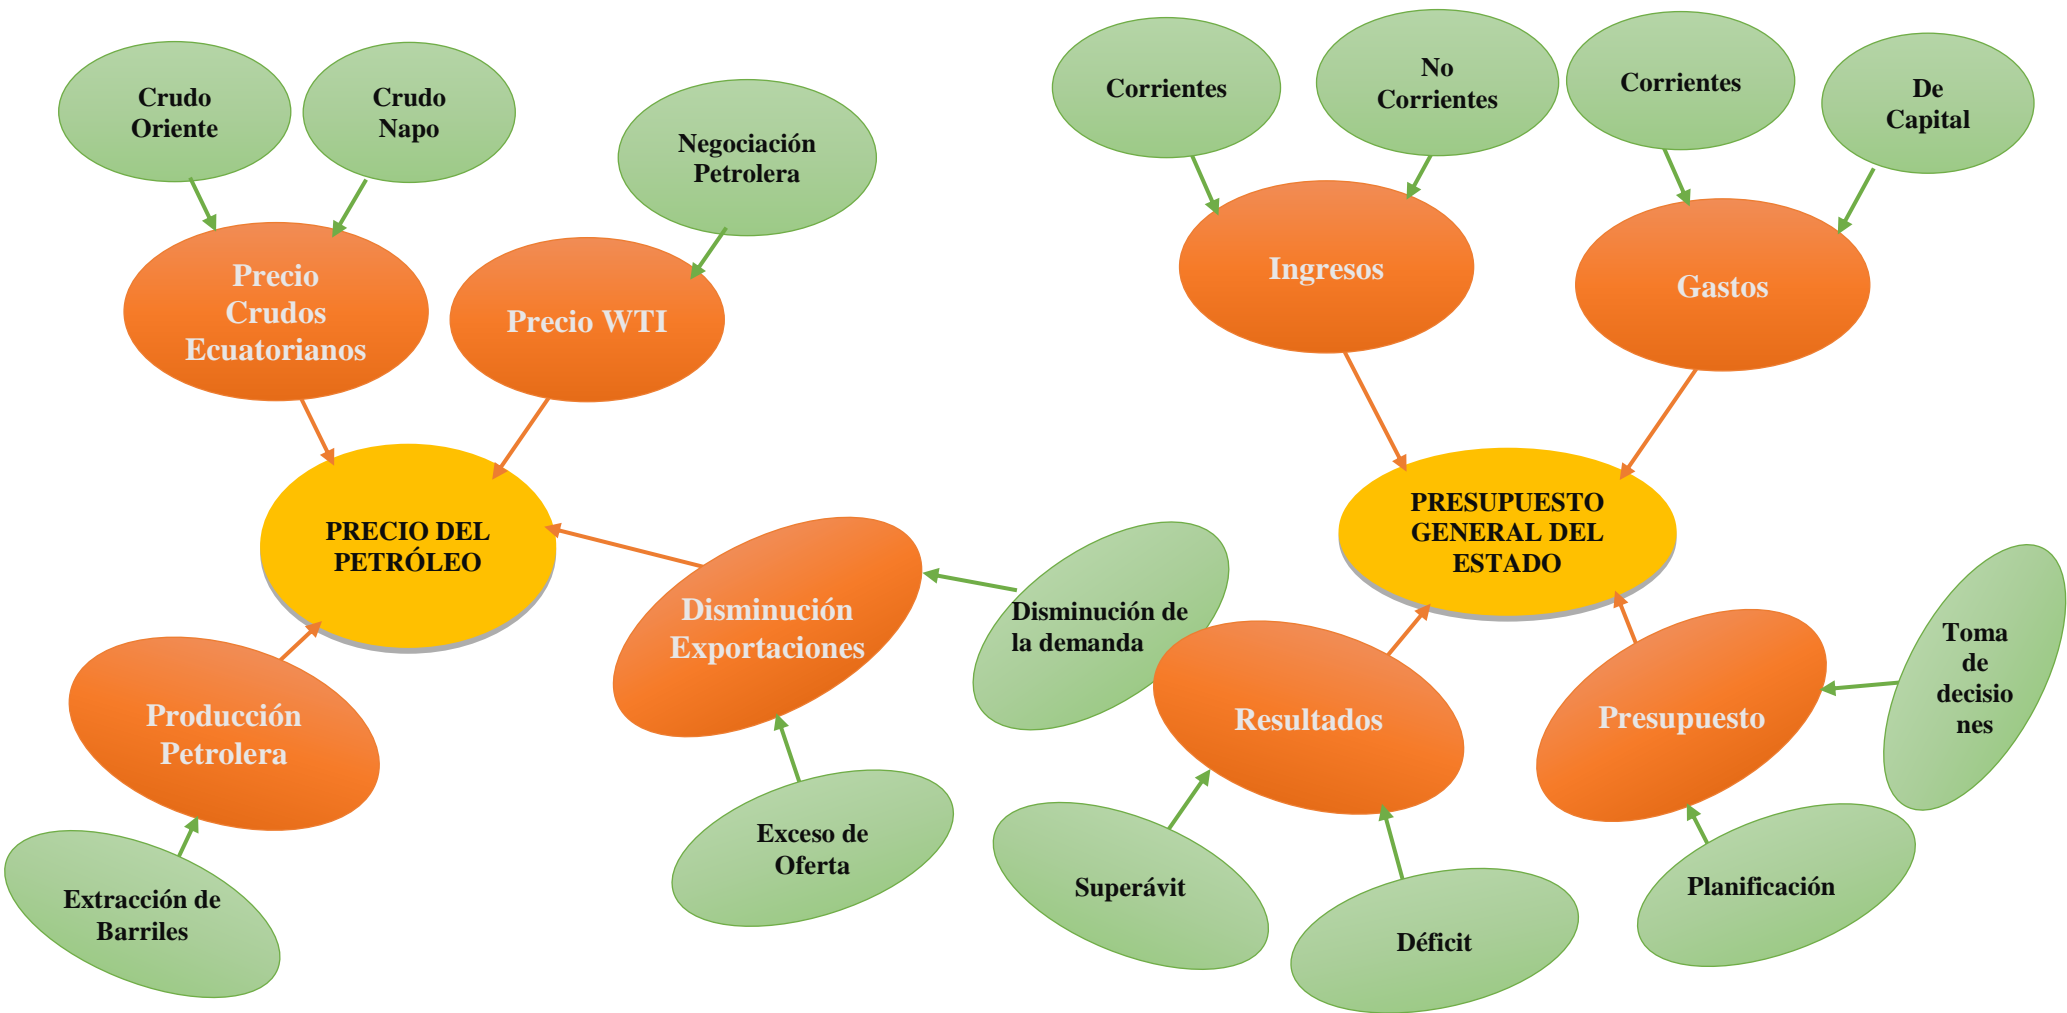 Crudo
Oriente
Crudo
Napo
Negociación
Petrolera
Precio
Crudos
Ecuatorianos
Precio WTI
PRECIO DEL
PETRÓLEO
Disminución
Exportaciones
Disminución de
la demanda
Producción
Petrolera
Extracción de
Barriles
Exceso de
Oferta
Corrientes
No
Corrientes
Corrientes
De
Capital
Ingresos
Gastos
PRESUPUESTO
GENERAL DEL
ESTADO
Resultados
Presupuesto
Toma
de
decisio
nes
Superávit
Déficit
Planificación